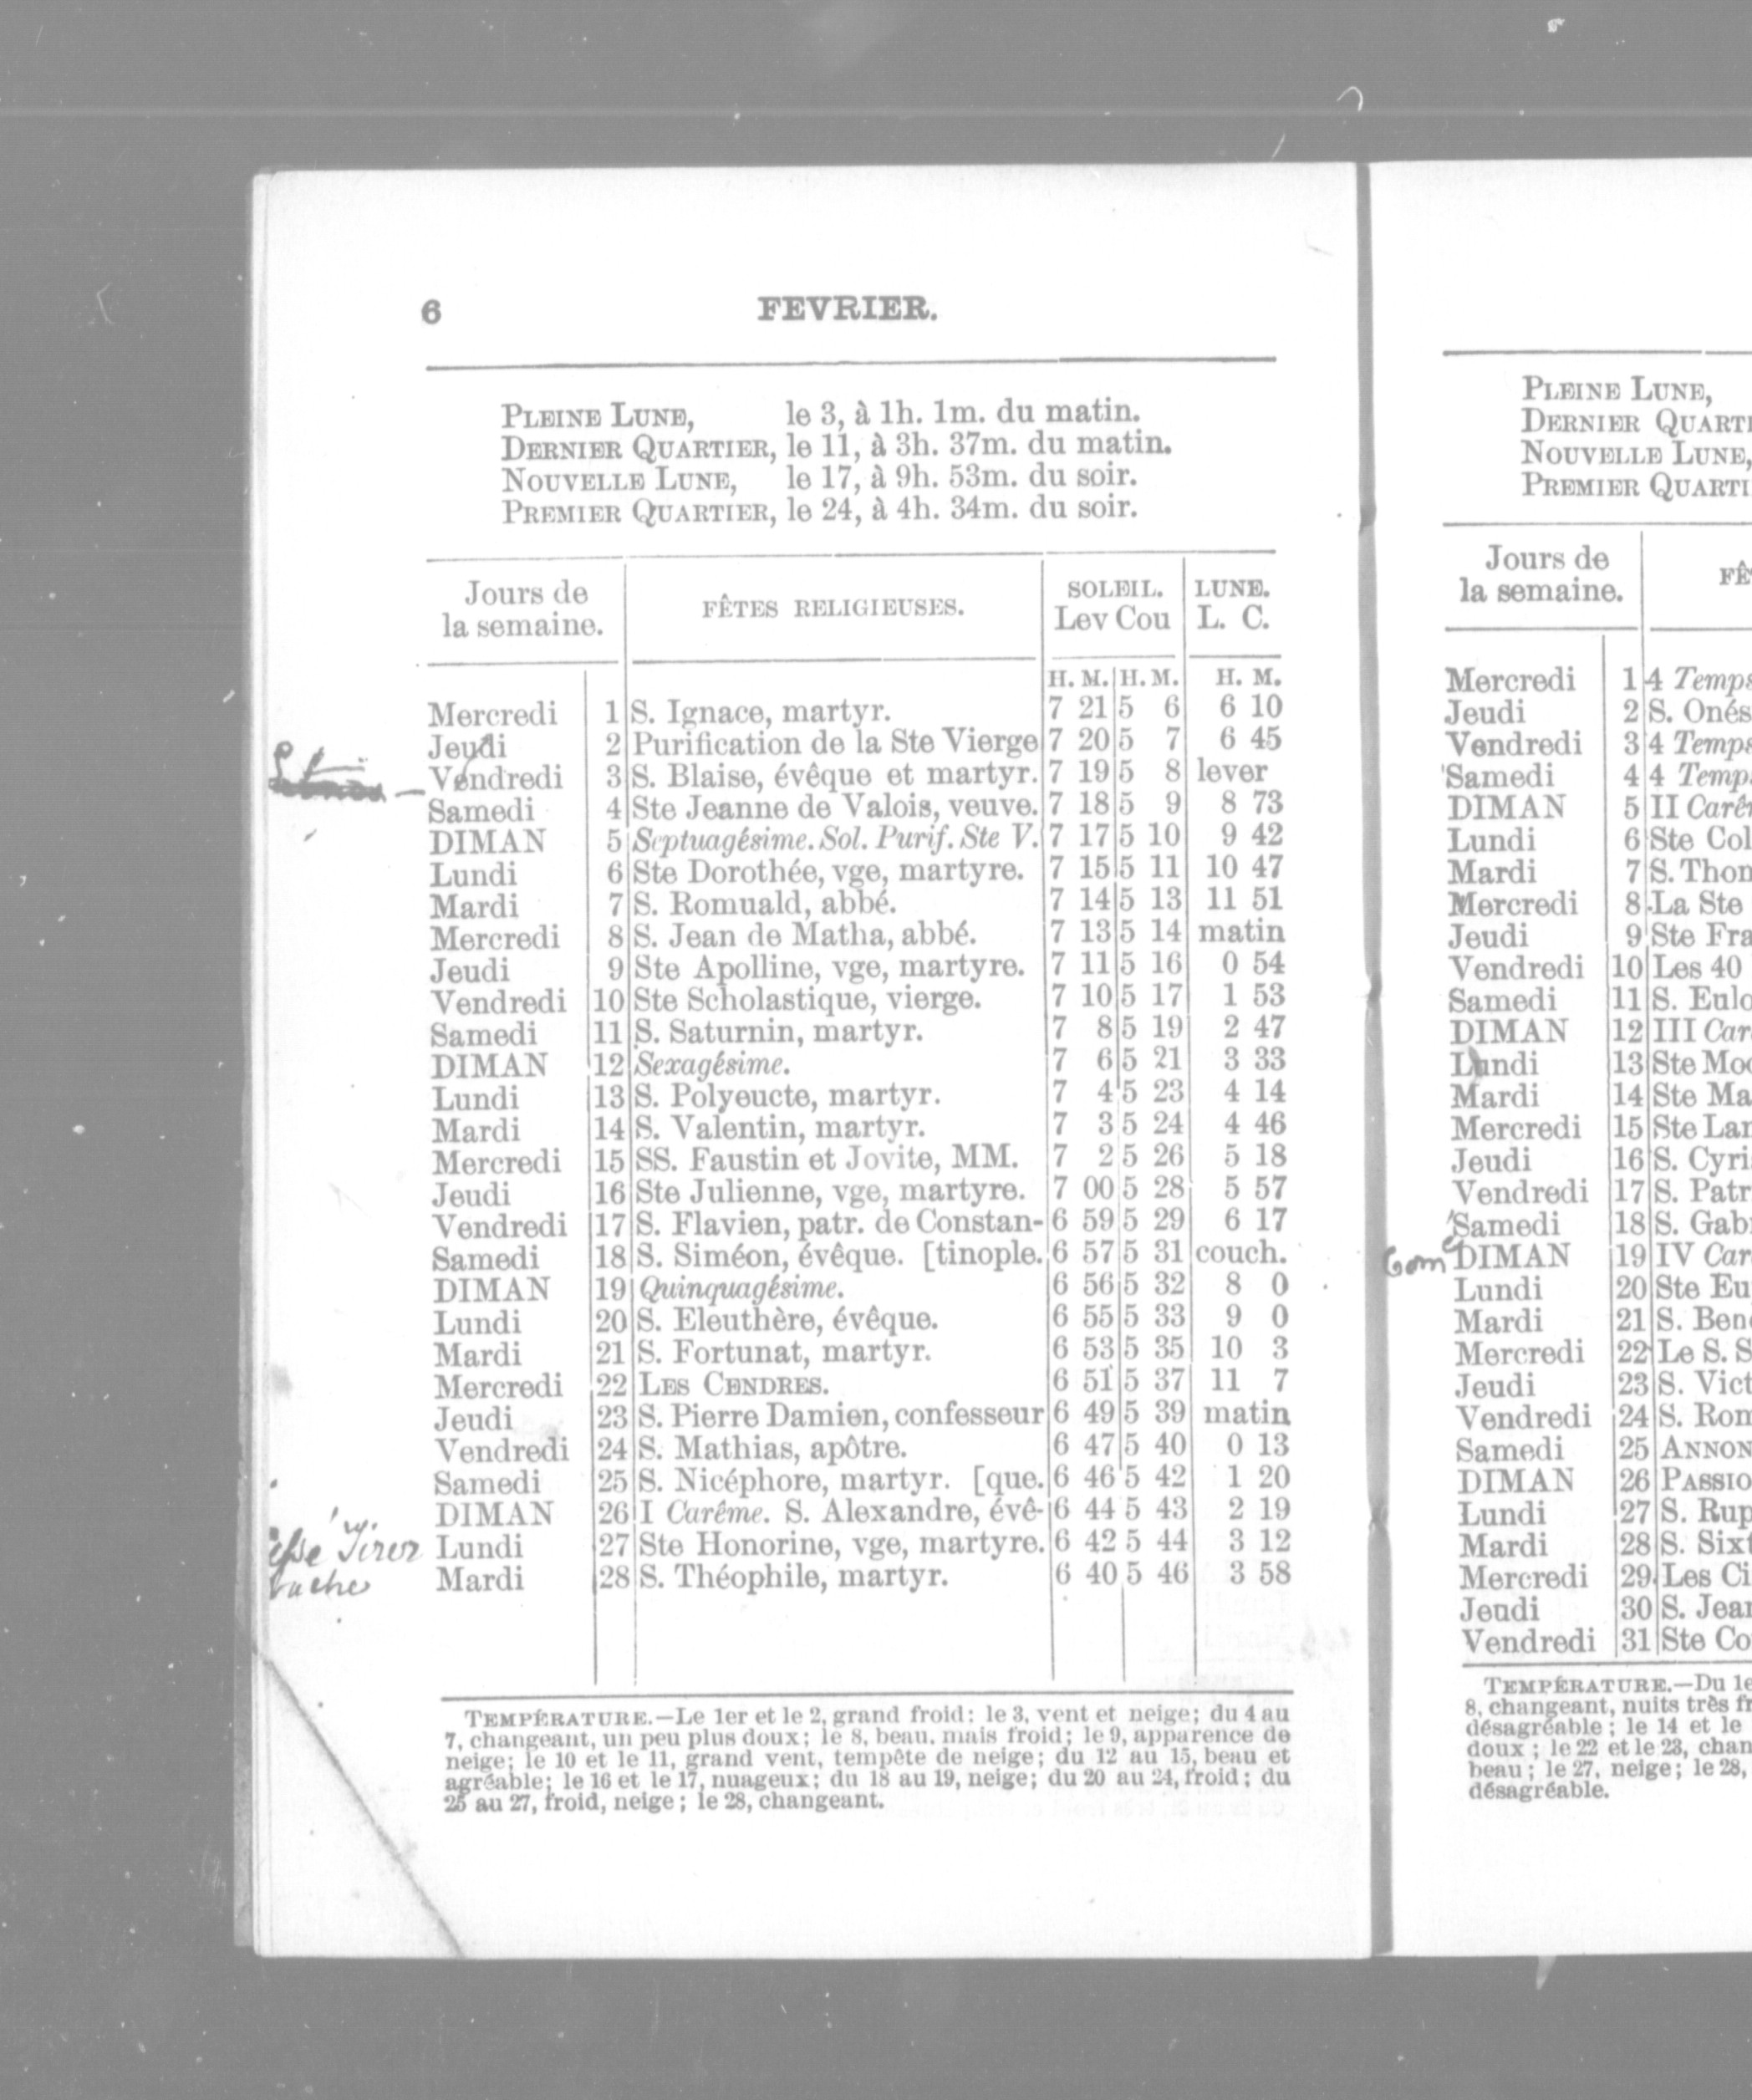 6 FEVRIER.
PLEINE LUNE, le 3, à 1h. 1m. du matin.
DERNIER QUARTIER, le 11, à 3h. 37m. du matin.
NOUVELLE LUNE, le 17, à 9h. 53m. du soir.
PREMIER QUARTIER, le 24, à 4h. 34m. du soir.
Jours de la semaine. FÊTES RELIGIEUSES. SOLEIL. LUNE.
Lev Cou L. C.
H. M. H. M. H. M.
Mercredi 1 S. Ignace, martyr. 7 21 5 6 6 10
Jeudi 2 Purification de la Ste Vierge 7 20 5 7 6 45
Vendredi 3 S. Blaise, évêque et martyr. 7 19 5 8 lever
Samedi 4 Ste Jeanne de Valois, veuve. 7 18 5 9 8 73
DIMAN 5 Septuagésime. Sol. Purif. Ste V. 7 17 5 10 9 42
Lundi 6 Ste Dorothée, vge, martyre. 7 15 5 11 10 47
Mardi 7 S. Romuald, abbé. 7 14 5 13 11 51
Mercredi 8 S. Jean de Matha, abbé. 7 13 5 14 matin
Jeudi 9 Ste Apolline, vge, martyre. 7 11 5 16 0 54
Vendredi 10 Ste Scholastique, vierge. 7 10 5 17 1 53
Samedi 11 S. Saturnin, martyr. 7 8 5 19 2 47
DIMAN 12 Sexagésime. 7 6 5 21 3 33
Lundi 13 S. Polyeucte, martyr. 7 4 5 23 4 14
Mardi 14 S. Valentin, martyr. 7 3 5 24 4 46
Mercredi 15 SS. Faustin et Jovite, MM. 7 2 5 26 5 18
Jeudi 16 Ste Julienne, vge, martyre. 7 00 5 28 5 57
Vendredi 17 S. Flavien, patr. de Constan- 6 59 5 29 6 17
Samedi 18 S. Siméon, évêque. [tinople. 6 57 5 31 couch.
DIMAN 19 Quinquagésime. 6 56 5 32 8 0
Lundi 20 S. Eleuthère, évêque. 6 55 5 33 9 0
Mardi 21 S. Fortunat, martyr. 6 53 5 35 10 3
Mercredi 22 LES CENDRES. 6 51 5 37 11 7
Jeudi 23 S. Pierre Damien, confesseur 6 49 5 39 matin
Vendredi 24 S. Mathias, apôtre. 6 47 5 40 0 13
Samedi 25 S. Nicéphore, martyr. [que. 6 46 5 42 1 20
DIMAN 26 I Carême. S. Alexandre, évê- 6 44 5 43 2 19
Lundi 27 Ste Honorine, vge, martyre. 6 42 5 44 3 12
Mardi 28 S. Théophile, martyr. 6 40 5 46 3 58
TEMPÉRATURE.—Le 1er et le 2, grand froid; le 3, vent et neige; du 4 au
7, changeant, un peu plus doux; le 8, beau, mais froid; le 9, apparence de
neige; le 10 et le 11, grand vent, tempête de neige; du 12 au 15, beau et
agréable; le 16 et le 17, nuageux; du 18 au 19, neige; du 20 au 24, froid; du
25 au 27, froid, neige; le 28, changeant.
PLEINE LUNE,
DERNIER QUARTI
NOUVELLE LUNE,
PREMIER QUARTI
Jours de la semaine. FÊ
Mercredi 1 4 Temps
Jeudi 2 S. Onés
Vendredi 3 4 Temps
Samedi 4 4 Temp
DIMAN 5 II Carê
Lundi 6 Ste Col
Mardi 7 S. Thom
Mercredi 8 La Ste
Jeudi 9 Ste Fra
Vendredi 10 Les 40
Samedi 11 S. Eulo
DIMAN 12 III Car
Lundi 13 Ste Mod
Mardi 14 Ste Ma
Mercredi 15 Ste Lar
Jeudi 16 S. Cyri
Vendredi 17 S. Patr
Samedi 18 S. Gabr
DIMAN 19 IV Car
Lundi 20 Ste Eu
Mardi 21 S. Ben
Mercredi 22 Le S. S
Jeudi 23 S. Vict
Vendredi 24 S. Rom
Samedi 25 ANNON
DIMAN 26 PASSIO
Lundi 27 S. Rup
Mardi 28 S. Sixt
Mercredi 29 Les Ci
Jeudi 30 S. Jean
Vendredi 31 Ste Co
TEMPÉRATURE.—Du 1e
8, changeant, nuits très fr
désagréable; le 14 et le
doux; le 22 et le 23, chan
beau; le 27, neige; le 28,
désagréable.